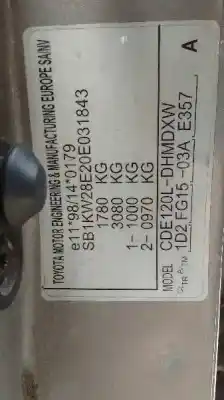 TOYOTA MOTOR ENGINEERING & MANUFACTURING EUROPE SA/NV
e11*98/14*0179
SB1KW28E20E031843
1780 KG
3080 KG
1- 1090 KG
2- 0970 KG
MODEL CDE120L-DHMDXW
1D2 FG15 -03A E357
A